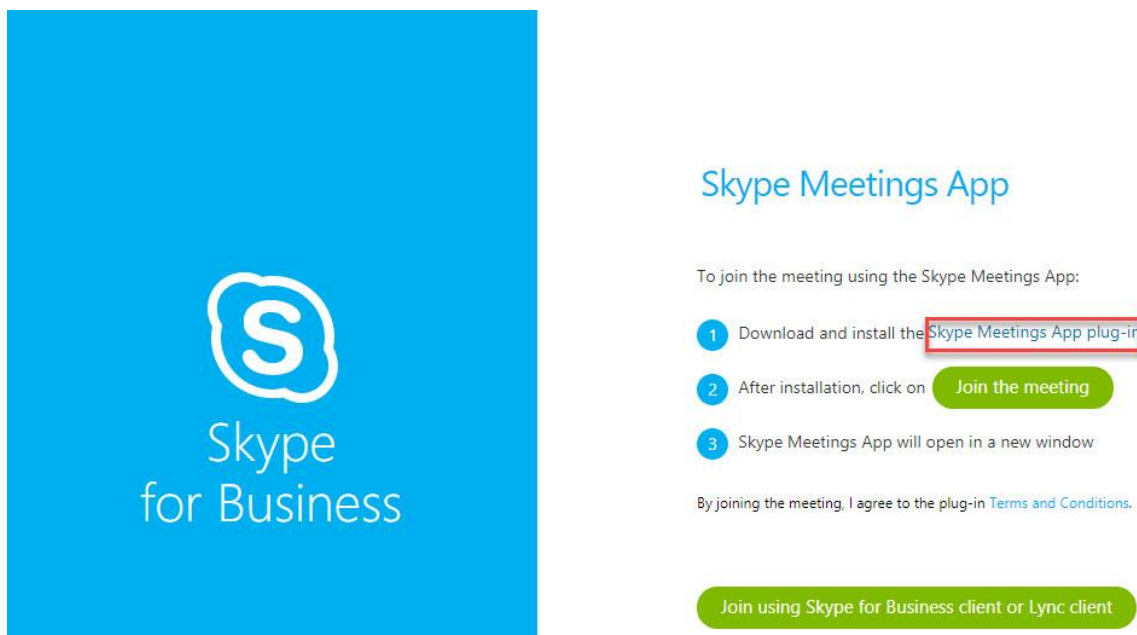 Skype
for Business
Skype Meetings App
To join the meeting using the Skype Meetings App:
1 Download and install the Skype Meetings App plug-in
2 After installation, click on Join the meeting
3 Skype Meetings App will open in a new window
By joining the meeting, I agree to the plug-in Terms and Conditions.
Join using Skype for Business client or Lync client